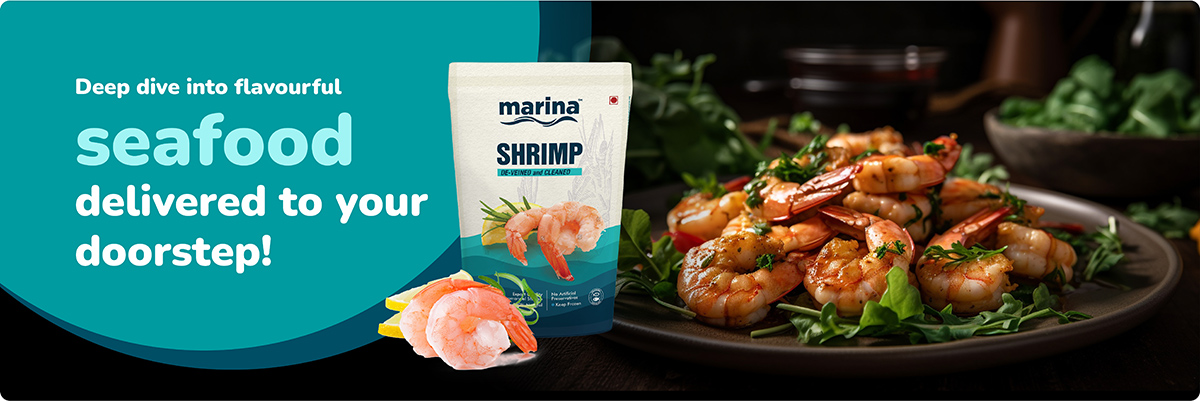 Deep dive into flavourful
seafood
delivered to your
doorstep!
marina
SHRIMP
DE-VEINED and CLEANED
No Artificial
Preservatives
Keep Frozen